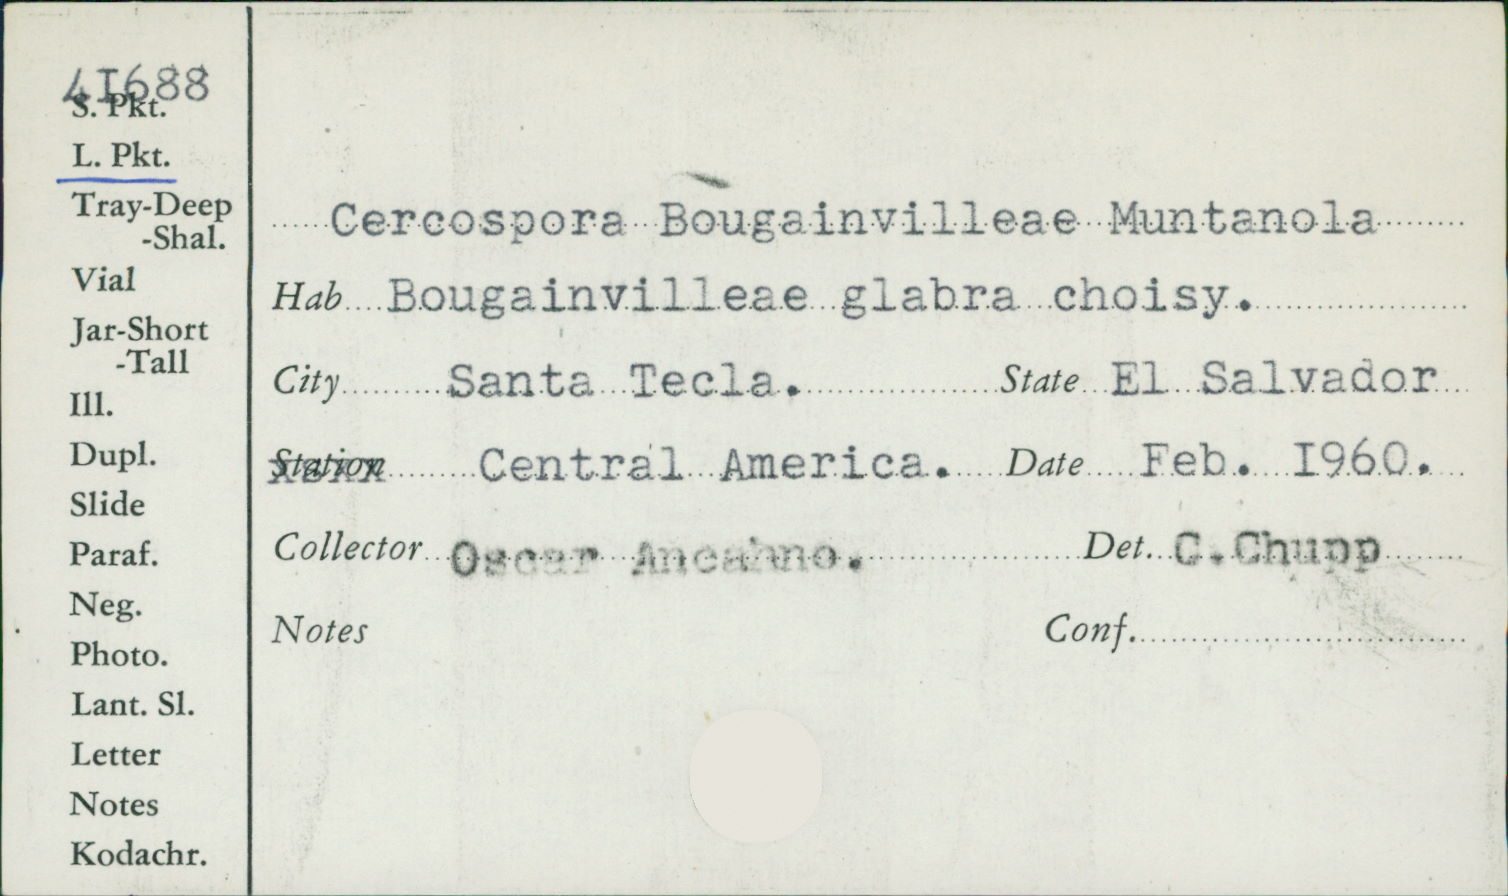 41688
S. Pkt.
L. Pkt.
Tray-Deep
-Shal.
Vial
Jar-Short
-Tall
Ill.
Dupl.
Slide
Paraf.
Neg.
Photo.
Lant. Sl.
Letter
Notes
Kodachr.
Cercospora Bougainvilleae Muntanola
Hab Bougainvilleae glabra choisy.
City Santa Tecla. State El Salvador
Station Central America. Date Feb. I960.
Collector Oscar Det. C.Chupp
Notes Conf.